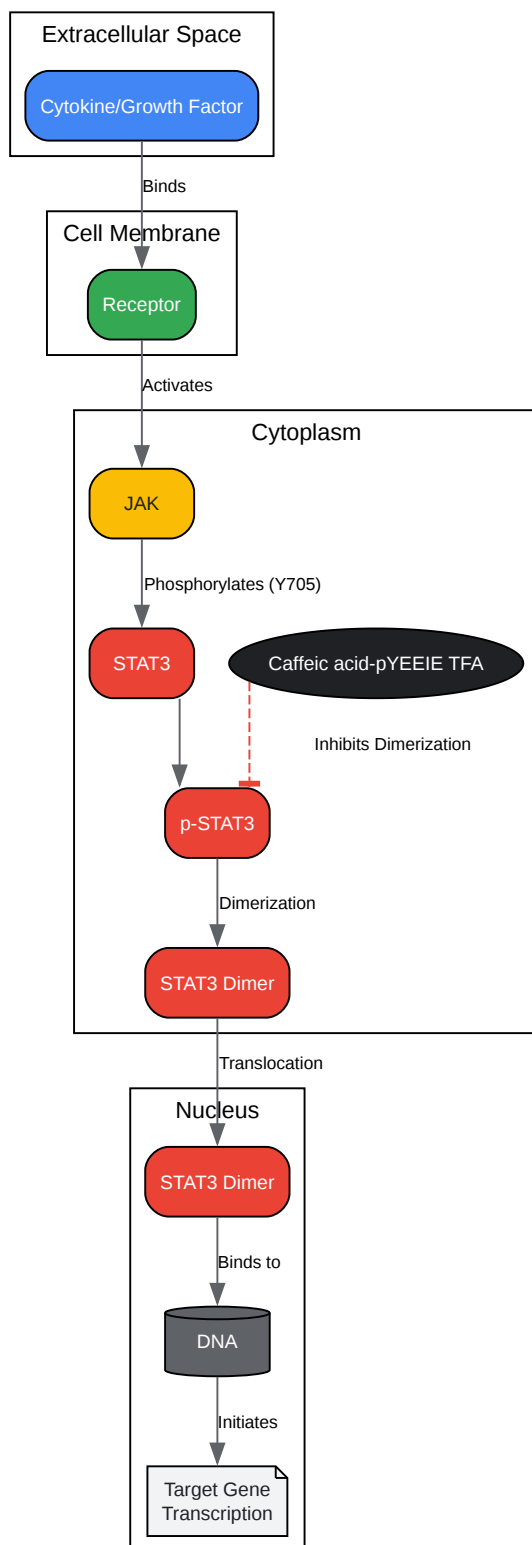 Extracellular Space
Cytokine/Growth Factor
Binds
Cell Membrane
Receptor
Activates
Cytoplasm
JAK
Phosphorylates (Y705)
STAT3
Caffeic acid-pYEEIE TFA
Inhibits Dimerization
p-STAT3
Dimerization
STAT3 Dimer
Translocation
Nucleus
STAT3 Dimer
Binds to
DNA
Initiates
Target Gene
Transcription